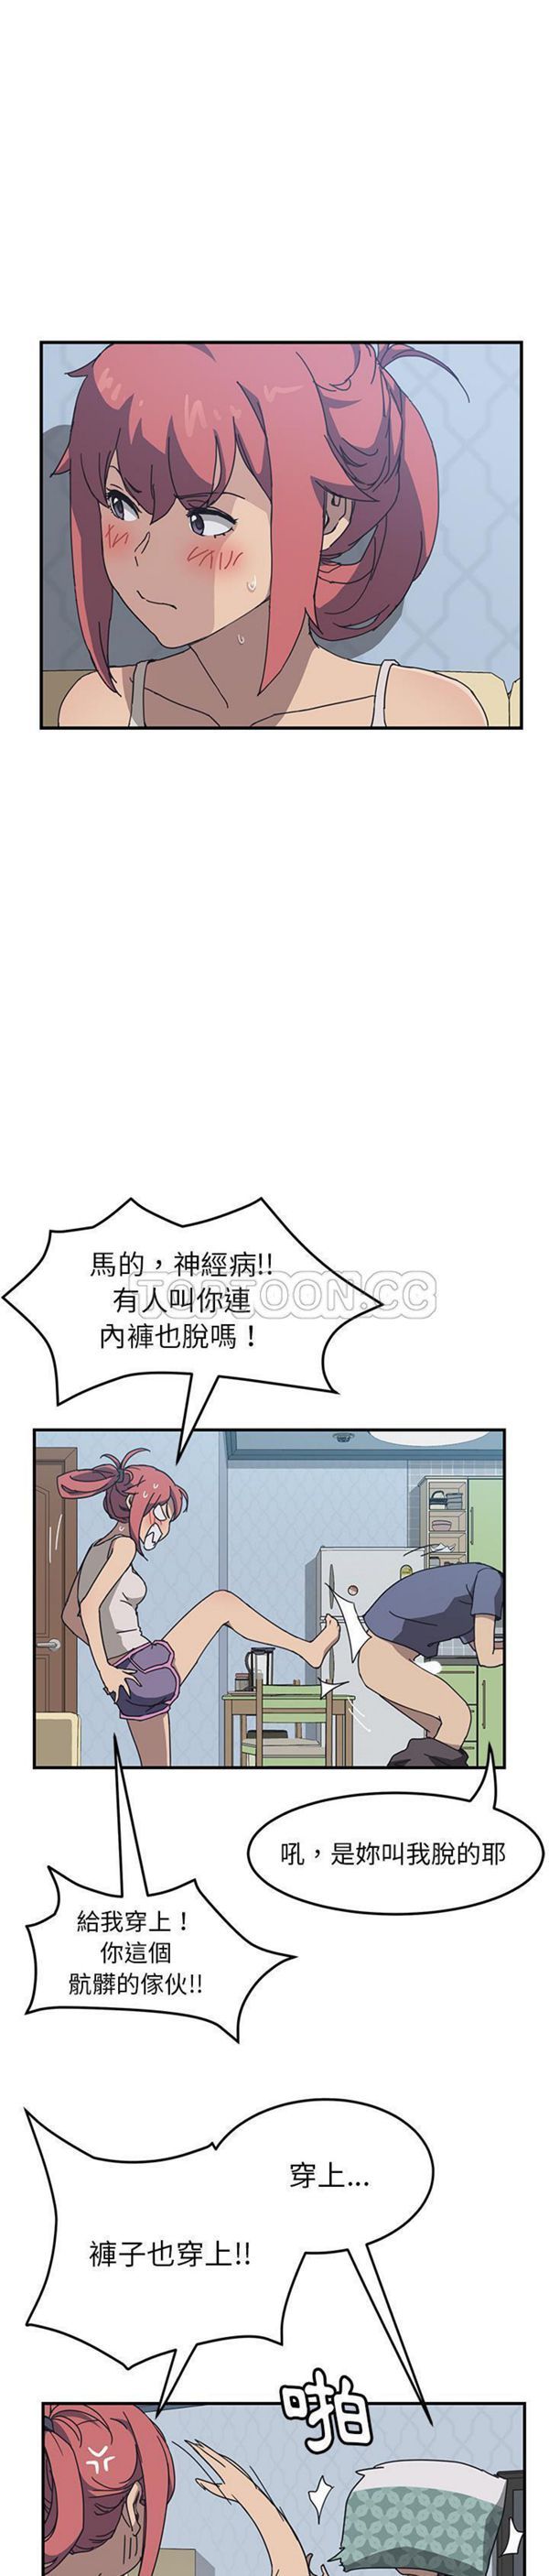 馬的，神經病!!
有人叫你連
內褲也脫嗎！
TOPTOON.CC
吼，是妳叫我脫的耶
給我穿上！
你這個
骯髒的傢伙!!
穿上...
褲子也穿上!!
啪